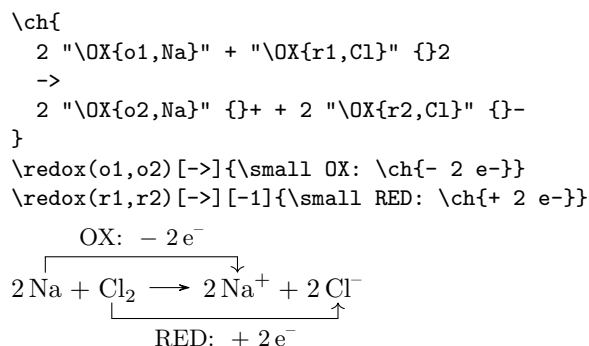 \ch{
  2 "\OX{o1,Na}" + "\OX{r1,Cl}" {}2
  ->
  2 "\OX{o2,Na}" {}+ + 2 "\OX{r2,Cl}" {}-
}
\redox(o1,o2)[->]{\small OX: \ch{- 2 e-}}
\redox(r1,r2)[->][-1]{\small RED: \ch{+ 2 e-}}
OX: − 2 e⁻
2 Na + Cl₂ ⟶ 2 Na⁺ + 2 Cl⁻
RED: + 2 e⁻